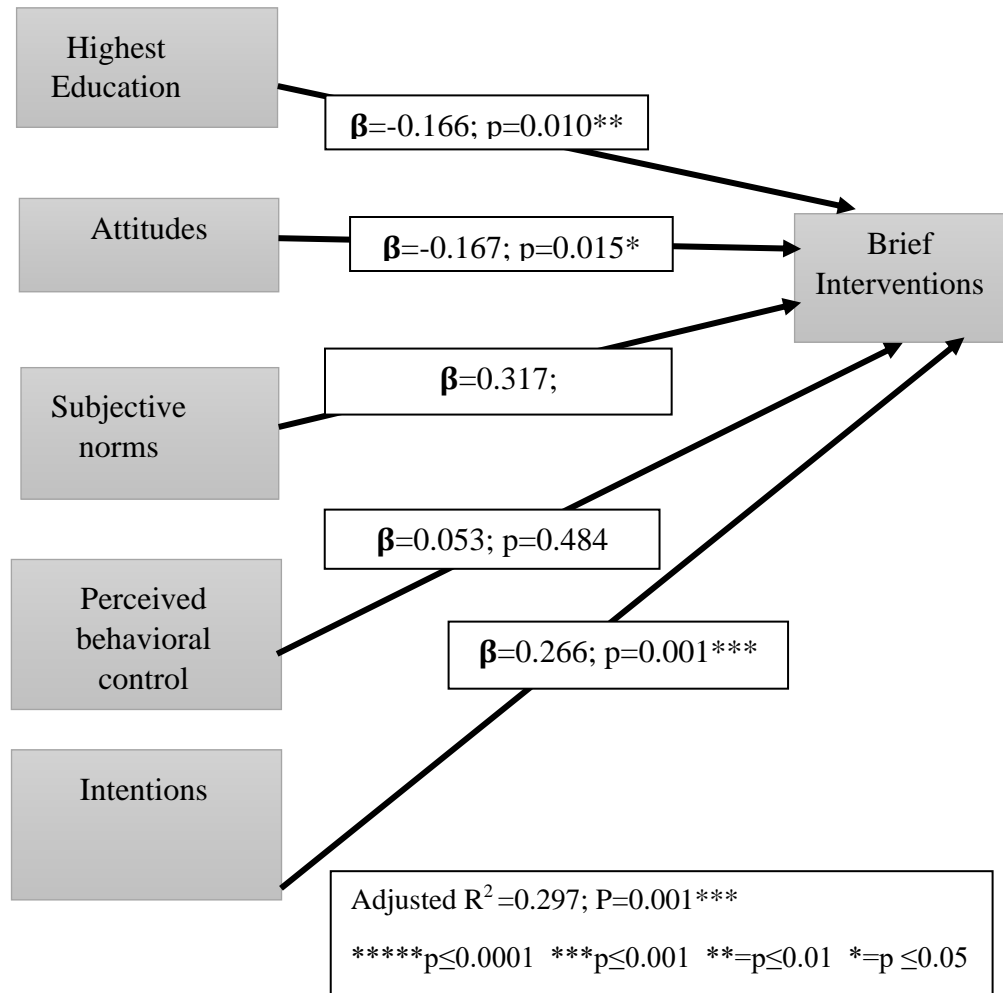 Highest
Education
𝛃=-0.166; p=0.010**
Attitudes
𝛃=-0.167; p=0.015*
Brief
Interventions
𝛃=0.317;
Subjective
norms
𝛃=0.053; p=0.484
Perceived
behavioral
control
𝛃=0.266; p=0.001***
Intentions
Adjusted R² =0.297; P=0.001***
*****p≤0.0001 ***p≤0.001 **=p≤0.01 *=p ≤0.05